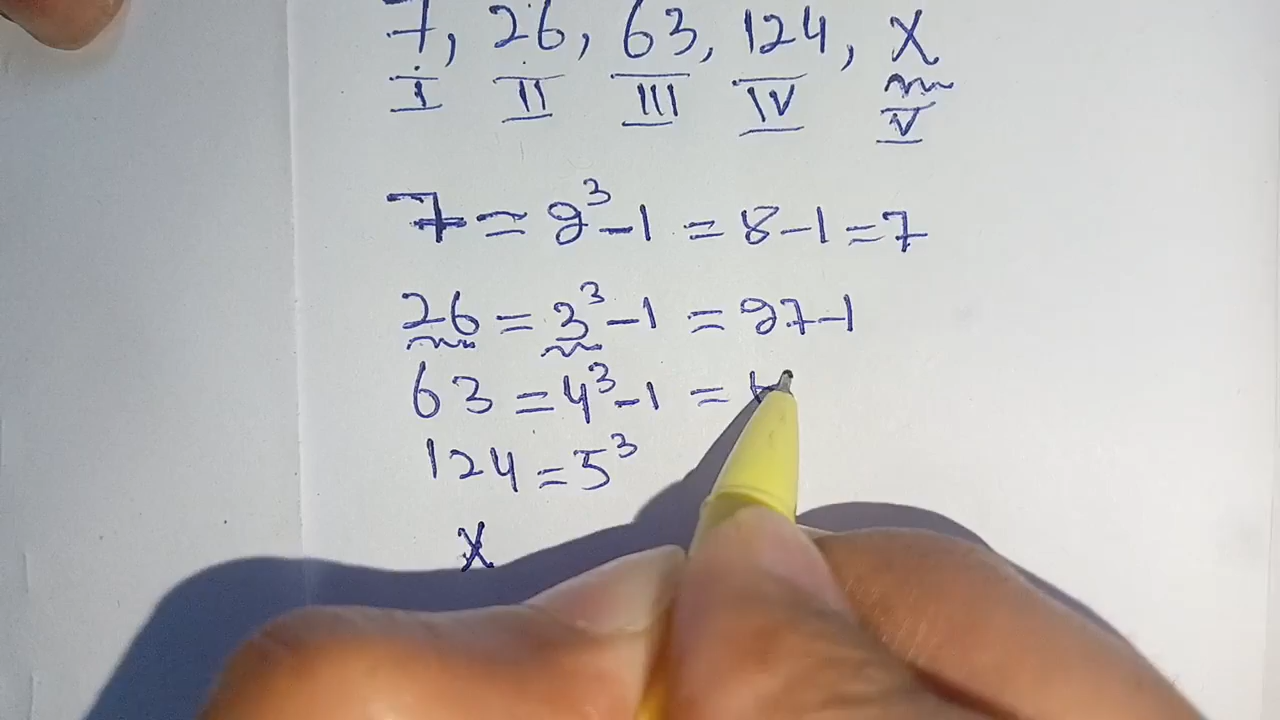 7, 26, 63, 124, X
I II III IV V
7 = 2³-1 = 8-1=7
26 = 3³-1 = 27-1
63 = 4³-1 =
124 = 5³
X